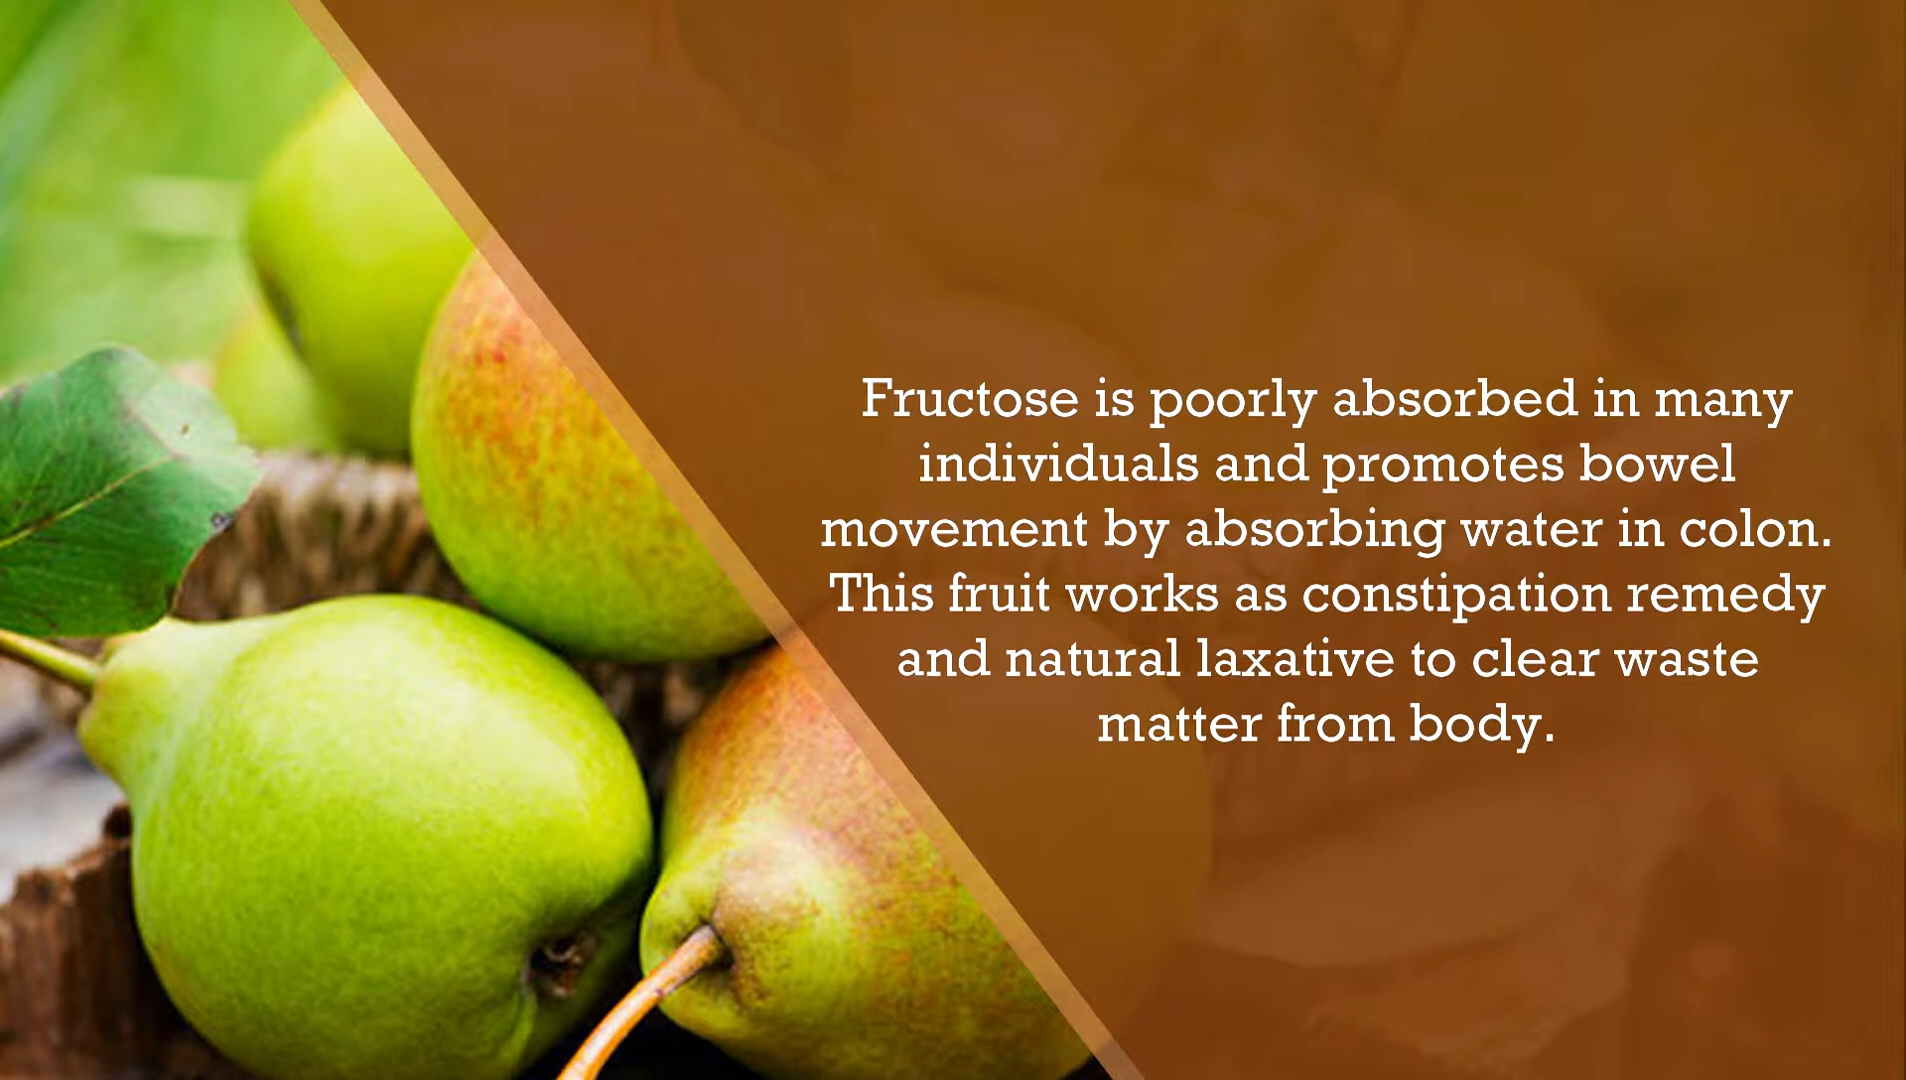 Fructose is poorly absorbed in many
individuals and promotes bowel
movement by absorbing water in colon.
This fruit works as constipation remedy
and natural laxative to clear waste
matter from body.